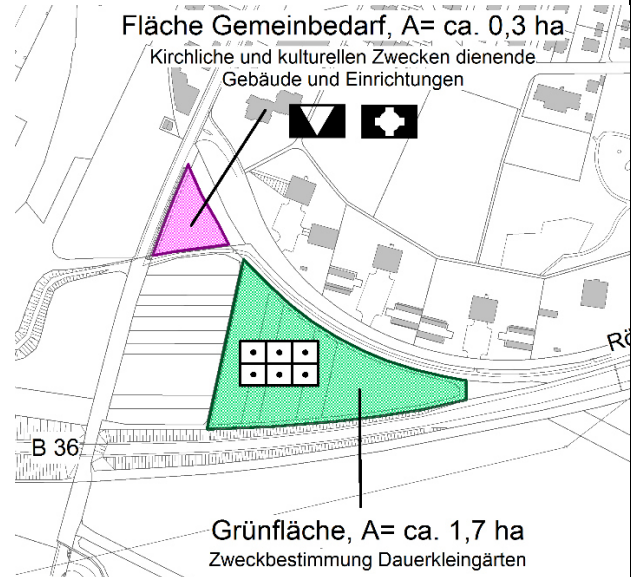 Fläche Gemeinbedarf, A= ca. 0,3 ha
Kirchliche und kulturellen Zwecken dienende
Gebäude und Einrichtungen
Rö
B 36
Grünfläche, A= ca. 1,7 ha
Zweckbestimmung Dauerkleingärten